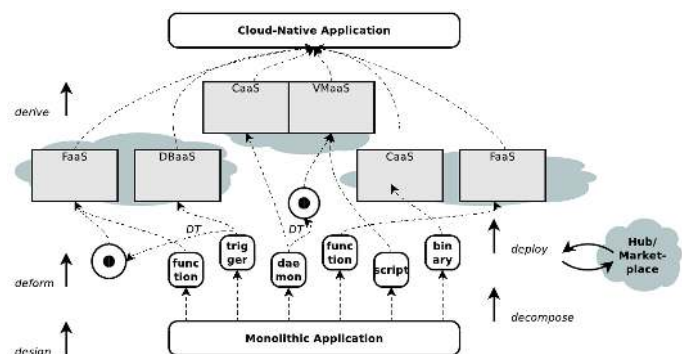 Cloud-Native Application
CaaS
VMaaS
derive
FaaS
DBaaS
CaaS
FaaS
DT
DT
trig
ger
func
tion
bin
ary
func
tion
dae
mon
script
deploy
Hub/
Market-
place
deform
decompose
Monolithic Application
design